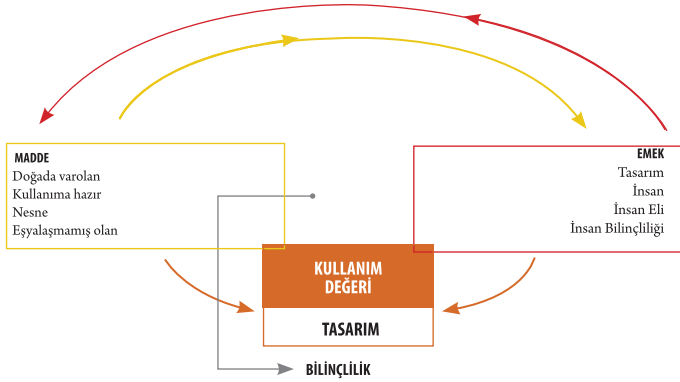 MADDE
Doğada varolan
Kullanıma hazır
Nesne
Eşyalaşmamış olan
EMEK
Tasarım
İnsan
İnsan Eli
İnsan Bilinçliliği
KULLANIM
DEĞERİ
TASARIM
BİLİNÇLİLİK